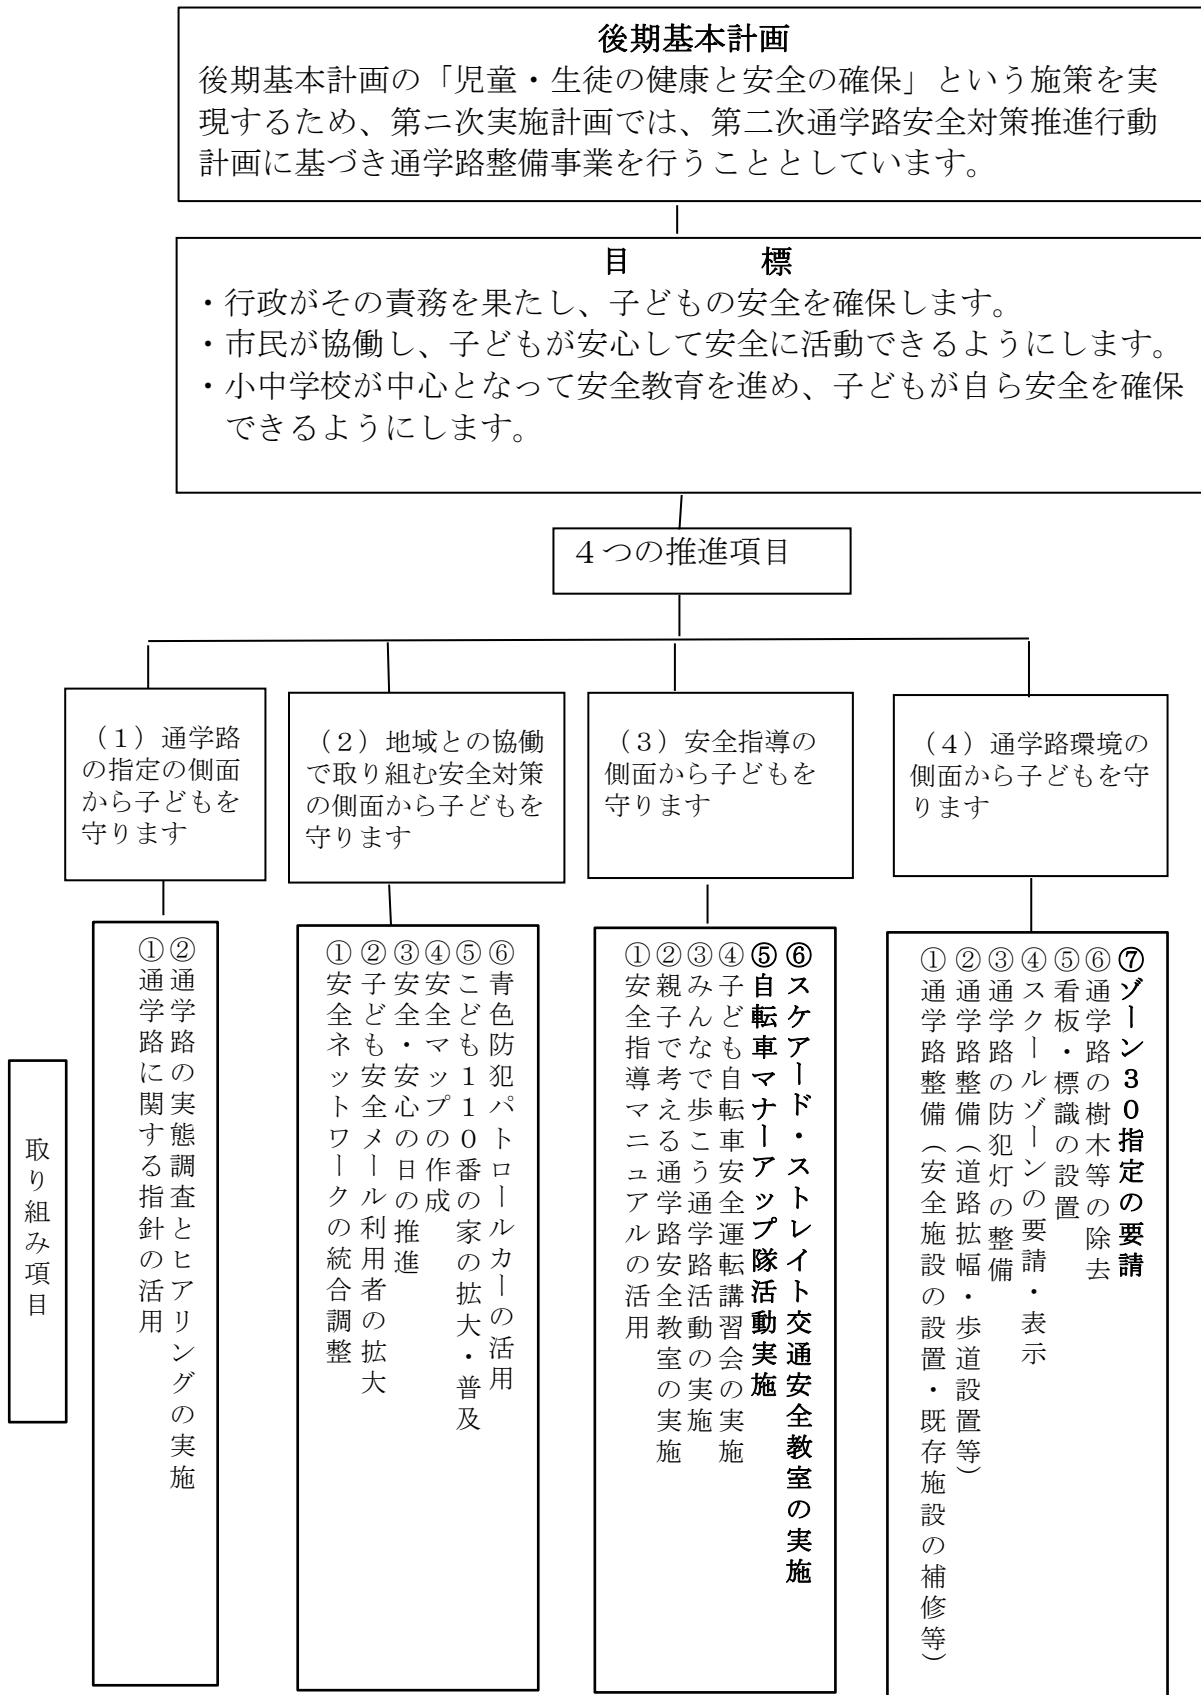 後期基本計画
後期基本計画の「児童・生徒の健康と安全の確保」という施策を実
現するため、第ニ次実施計画では、第二次通学路安全対策推進行動
計画に基づき通学路整備事業を行うこととしています。
目 標
・行政がその責務を果たし、子どもの安全を確保します。
・市民が協働し、子どもが安心して安全に活動できるようにします。
・小中学校が中心となって安全教育を進め、子どもが自ら安全を確保
できるようにします。
４つの推進項目
（１）通学路
の指定の側面
から子どもを
守ります
（２）地域との協働
で取り組む安全対策
の側面から子どもを
守ります
（３）安全指導の
側面から子どもを
守ります
（４）通学路環境の
側面から子どもを守
ります
取り組み項目
①通学路に関する指針の活用
②通学路の実態調査とヒアリングの実施
①安全ネットワークの統合調整
②子ども安全メール利用者の拡大
③安全・安心の日の推進
④安全マップの作成
⑤こども１１０番の家の拡大・普及
⑥青色防犯パトロールカーの活用
①安全指導マニュアルの活用
②親子で考える通学路安全教室の実施
③みんなで歩こう通学路活動の実施
④子ども自転車安全運転講習会の実施
⑤自転車マナーアップ隊活動実施
⑥スケアード・ストレイト交通安全教室の実施
①通学路整備（安全施設の設置・既存施設の補修等）
②通学路整備（道路拡幅・歩道設置等）
③通学路の防犯灯の整備
④スクールゾーンの要請・表示
⑤看板・標識の設置
⑥通学路の樹木等の除去
⑦ゾーン３０指定の要請